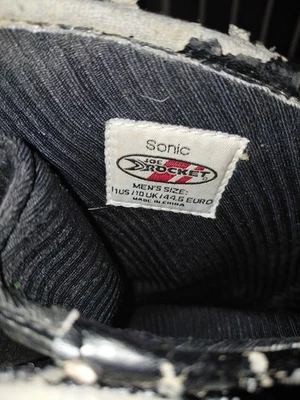 Sonic
JOE
ROCKET
MEN'S SIZE:
11US/10UK/44.5 EURO
MADE IN CHINA